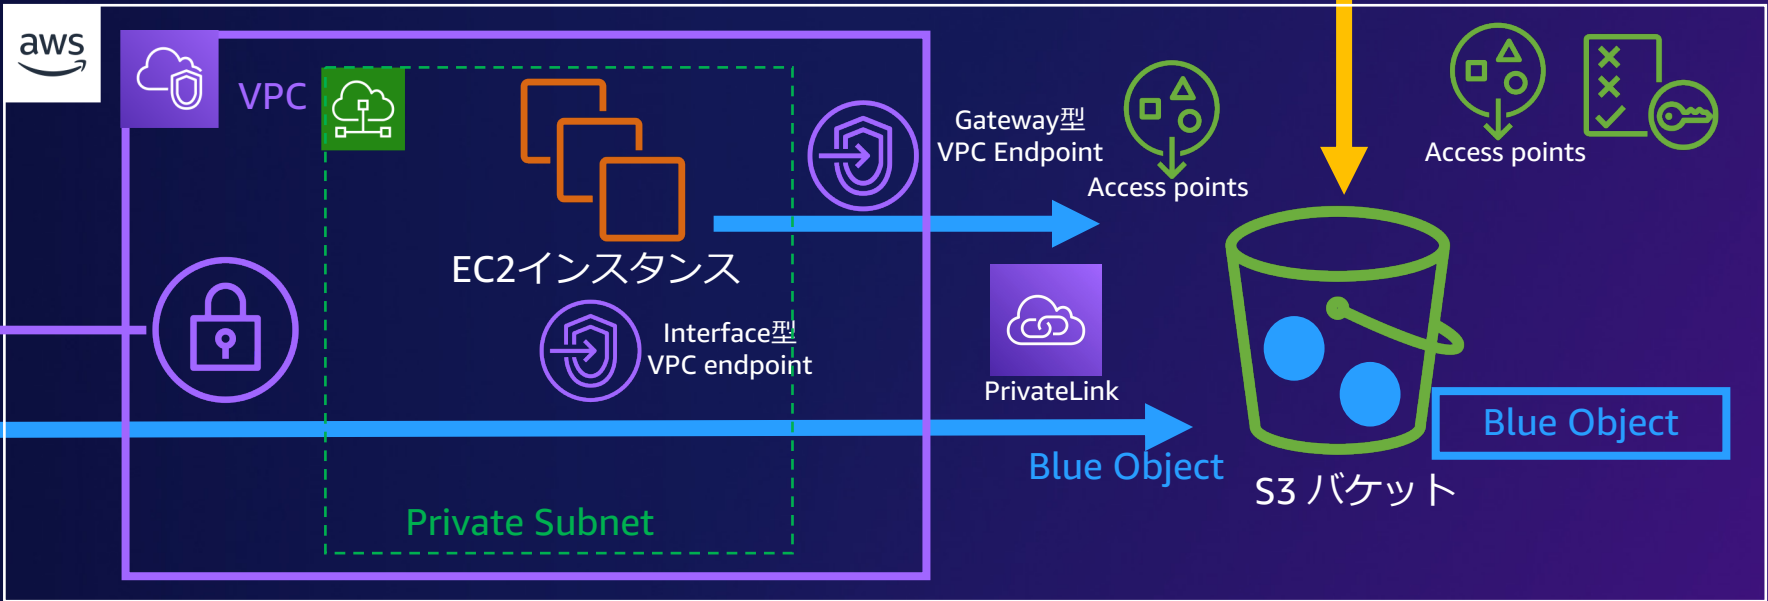 aws
VPC
EC2インスタンス
Interface型
VPC endpoint
Private Subnet
Gateway型
VPC Endpoint
Access points
PrivateLink
Blue Object
Access points
S3 バケット
Blue Object